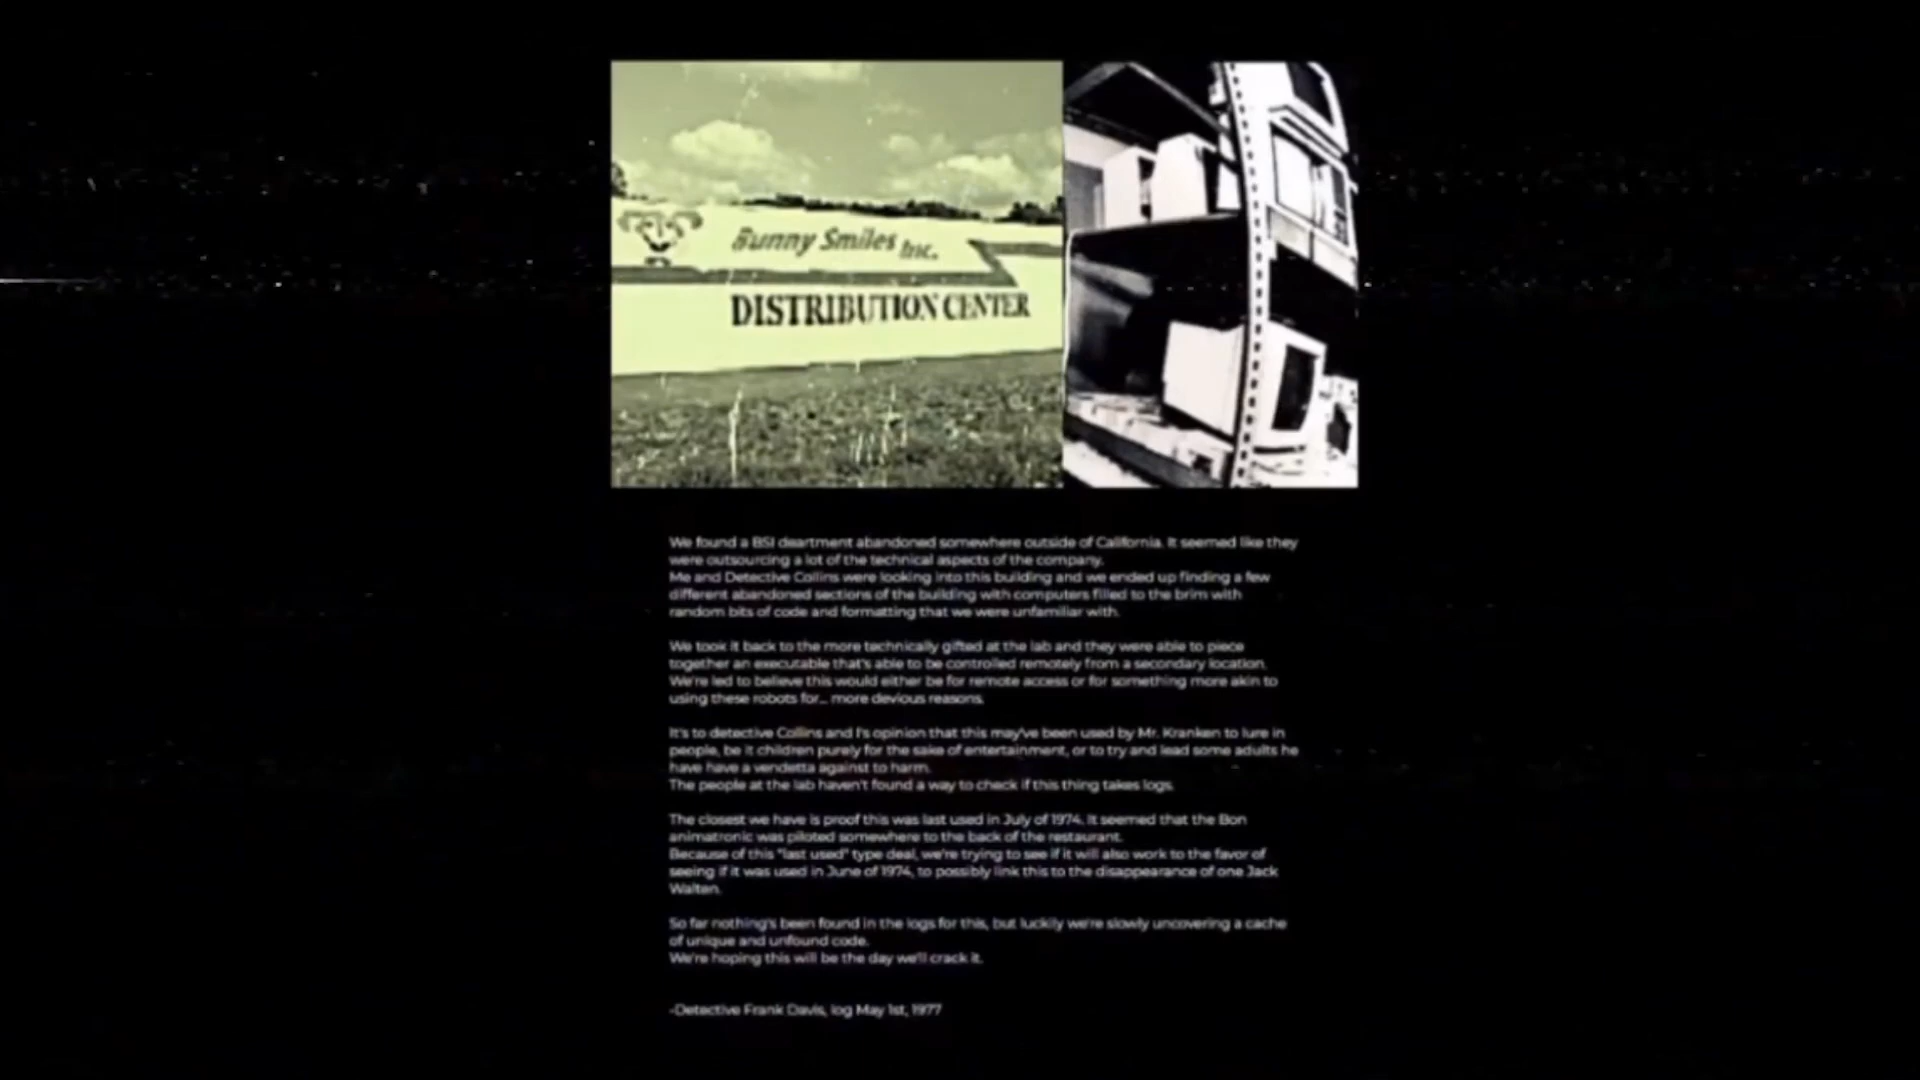 Bunny Smiles Inc.
DISTRIBUTION CENTER
We found a BSI deartment abandoned somewhere outside of California. It seemed like they
were outsourcing a lot of the technical aspects of the company.
Me and Detective Collins were looking into this building and we ended up finding a few
different abandoned sections of the building with computers filled to the brim with
random bits of code and formatting that we were unfamiliar with.
We took it back to the more technically gifted at the lab and they were able to piece
together an executable that's able to be controlled remotely from a secondary location.
We're led to believe this would either be for remote access or for something more akin to
using these robots for... more devious reasons.
It's to detective Collins and I's opinion that this may've been used by Mr. Kranken to lure in
people, be it children purely for the sake of entertainment, or to try and lead some adults he
have have a vendetta against to harm.
The people at the lab haven't found a way to check if this thing takes logs.
The closest we have is proof this was last used in July of 1974. It seemed that the Bon
animatronic was piloted somewhere to the back of the restaurant.
Because of this "last used" type deal, we're trying to see if it will also work to the favor of
seeing if it was used in June of 1974, to possibly link this to the disappearance of one Jack
Walten.
So far nothing's been found in the logs for this, but luckily we're slowly uncovering a cache
of unique and unfound code.
We're hoping this will be the day we'll crack it.
-Detective Frank Davis, log May 1st, 1977